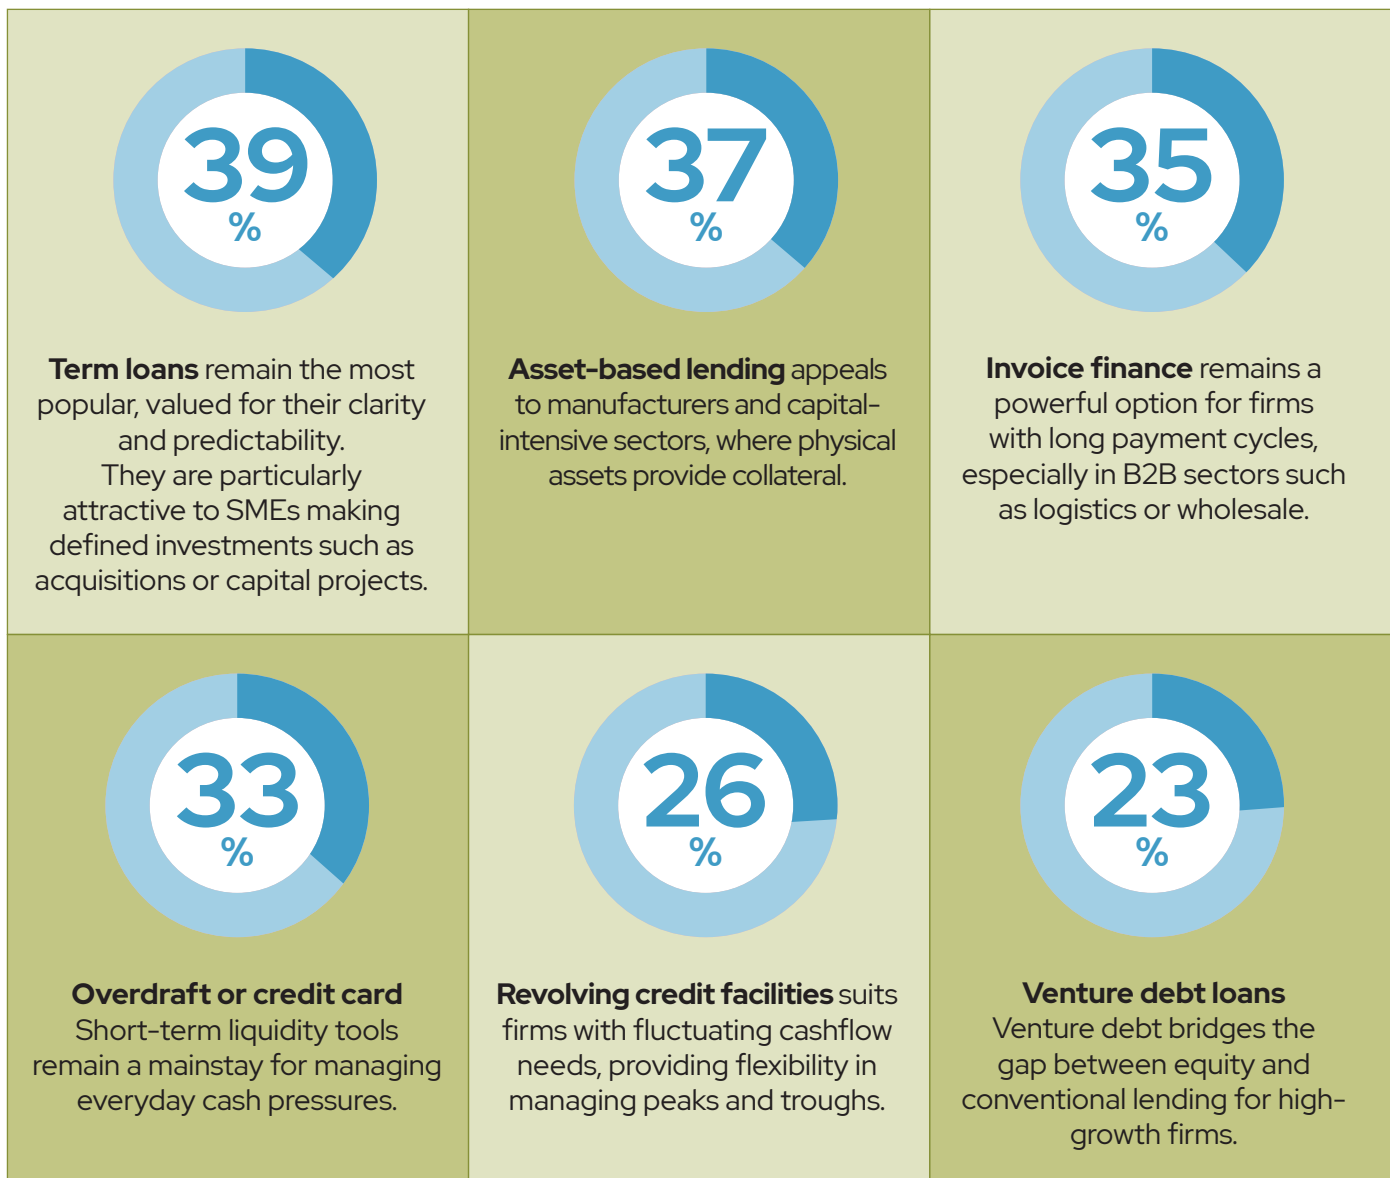 39
%
Term loans remain the most
popular, valued for their clarity
and predictability.
They are particularly
attractive to SMEs making
defined investments such as
acquisitions or capital projects.
37
%
Asset-based lending appeals
to manufacturers and capital-
intensive sectors, where physical
assets provide collateral.
35
%
Invoice finance remains a
powerful option for firms
with long payment cycles,
especially in B2B sectors such
as logistics or wholesale.
33
%
Overdraft or credit card
Short-term liquidity tools
remain a mainstay for managing
everyday cash pressures.
26
%
Revolving credit facilities suits
firms with fluctuating cashflow
needs, providing flexibility in
managing peaks and troughs.
23
%
Venture debt loans
Venture debt bridges the
gap between equity and
conventional lending for high-
growth firms.